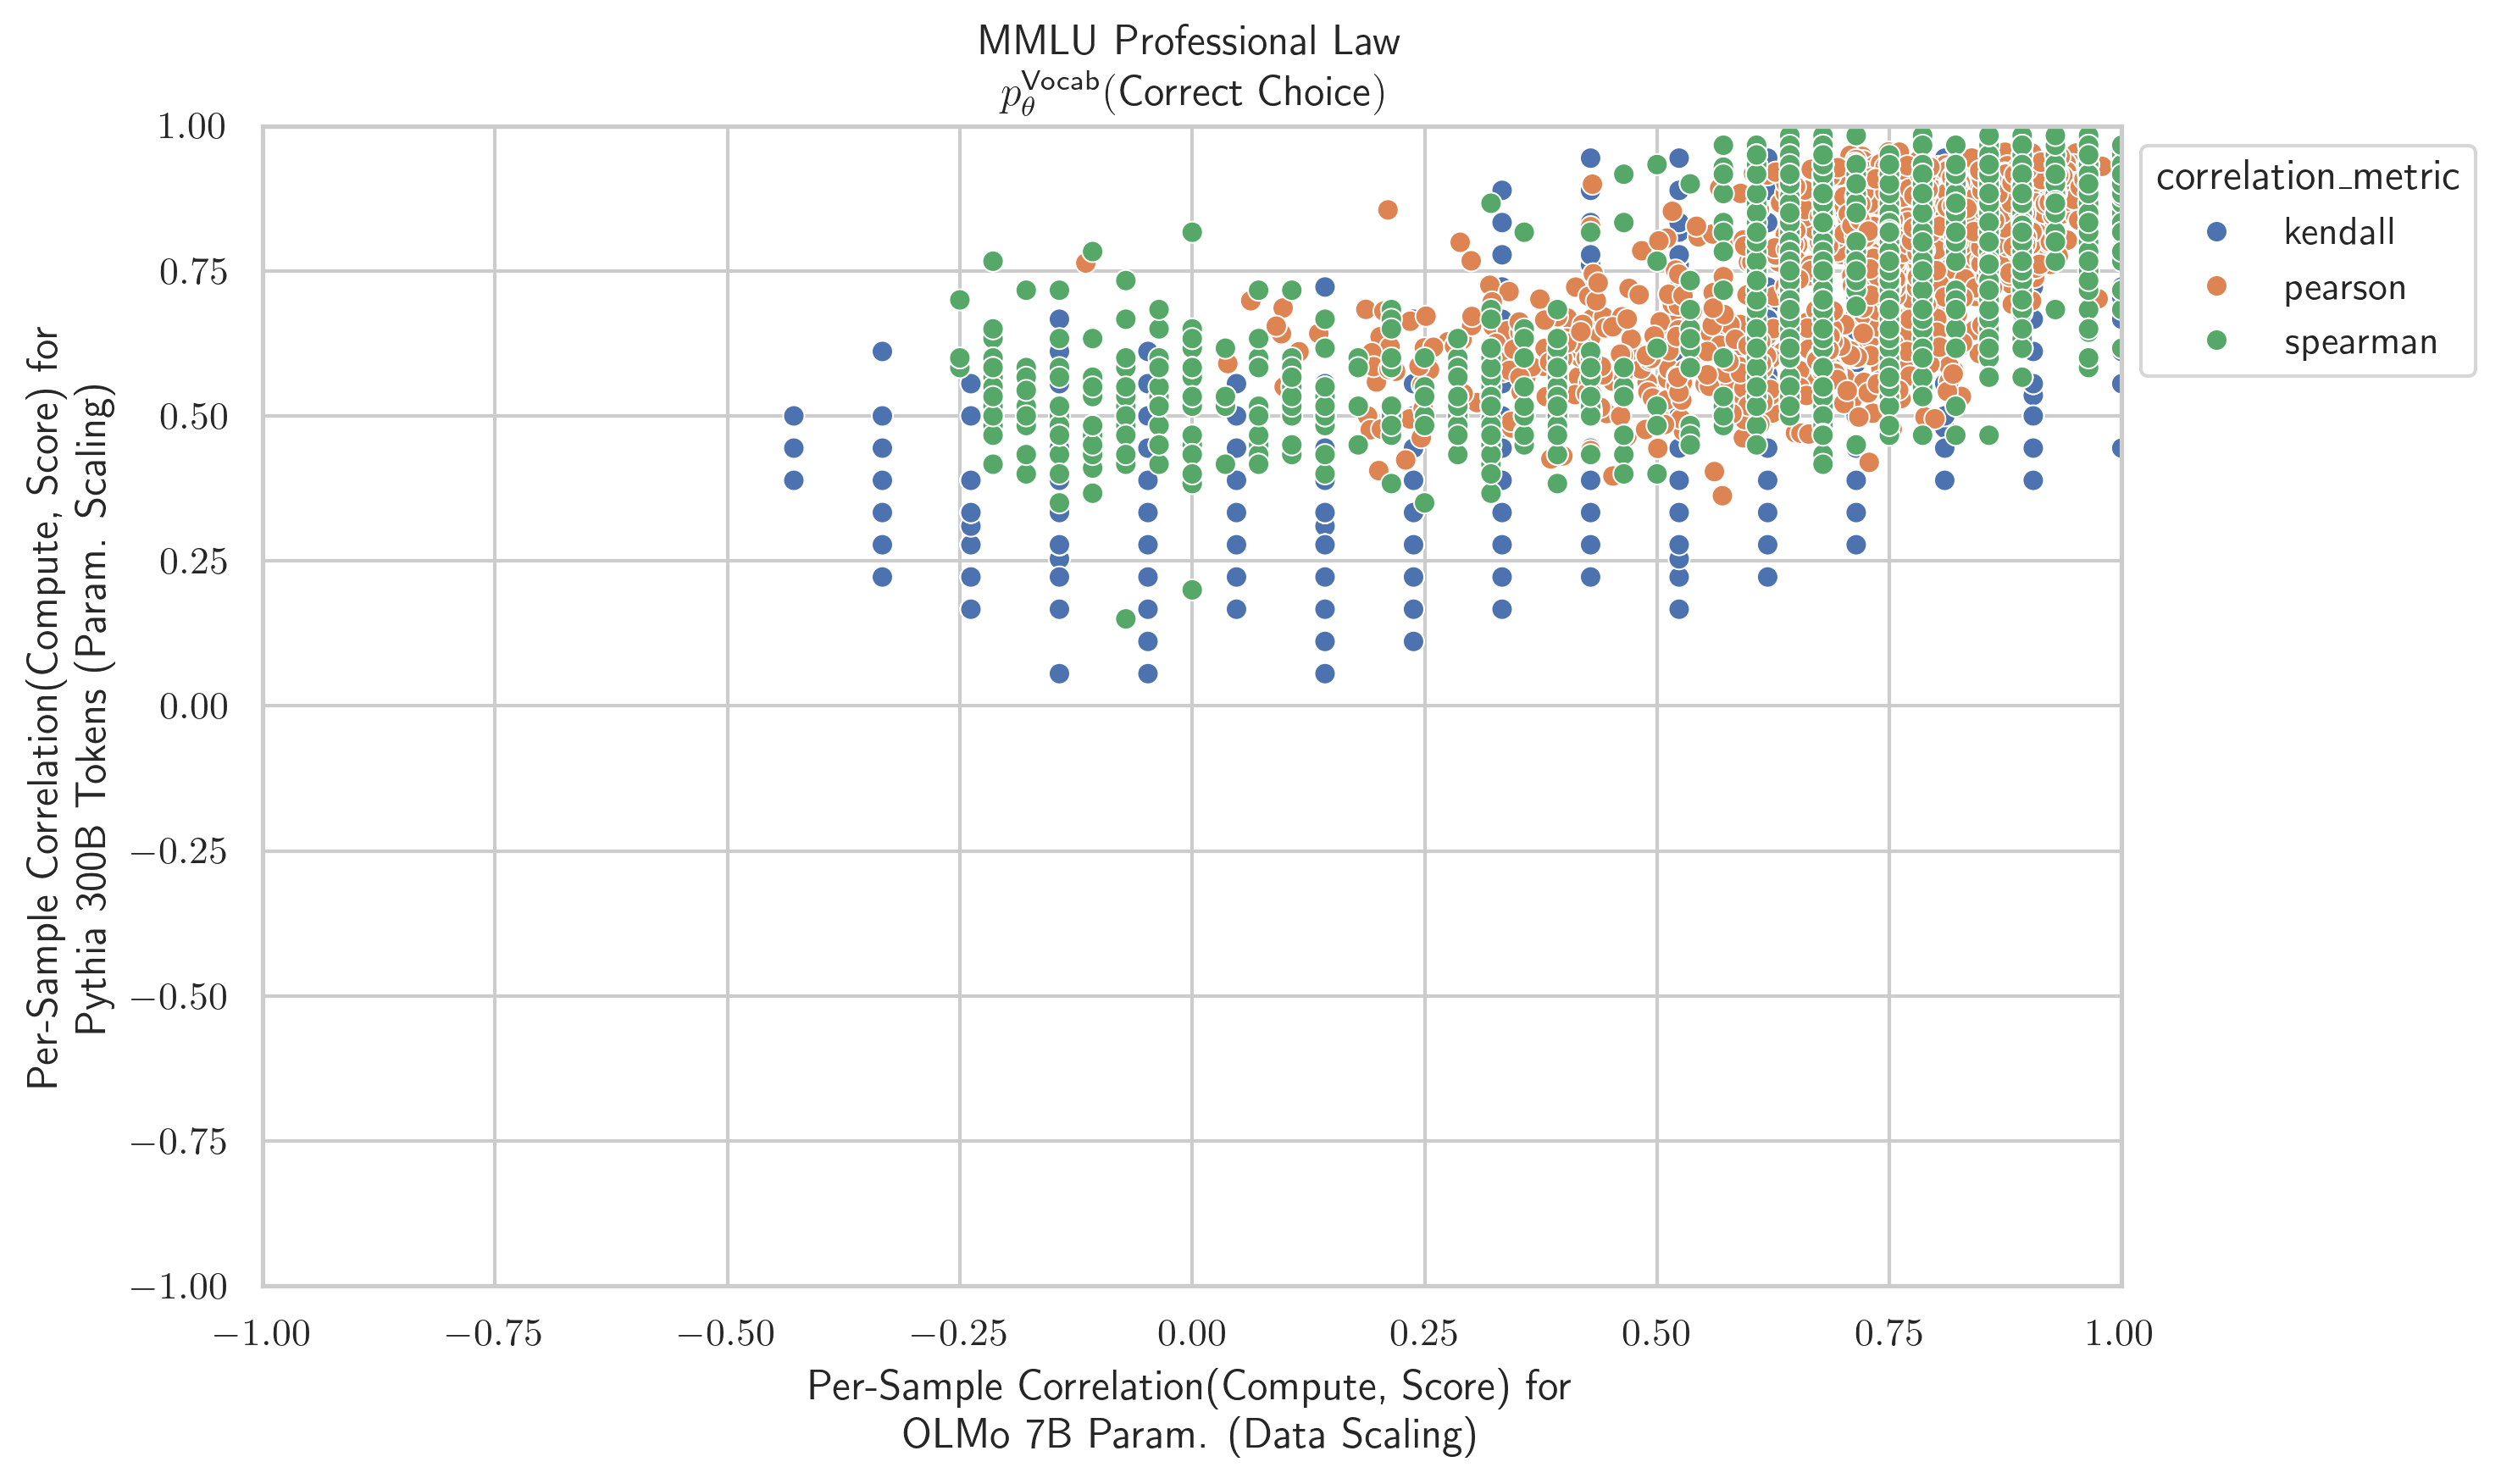 MMLU Professional Law
p_θ^Vocab(Correct Choice)
Per-Sample Correlation(Compute, Score) for
Pythia 300B Tokens (Param. Scaling)
1.00
0.75
0.50
0.25
0.00
−0.25
−0.50
−0.75
−1.00
−1.00 −0.75 −0.50 −0.25 0.00 0.25 0.50 0.75 1.00
Per-Sample Correlation(Compute, Score) for
OLMo 7B Param. (Data Scaling)
correlation_metric
kendall
pearson
spearman